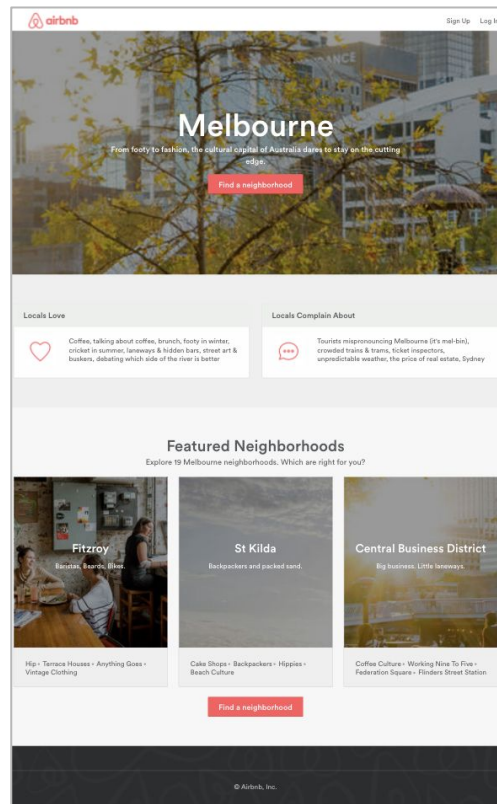 airbnb
Sign Up Log In
Melbourne
From footy to fashion, the cultural capital of Australia dares to stay on the cutting
edge.
Find a neighborhood
Locals Love
Coffee, talking about coffee, brunch, footy in winter,
cricket in summer, laneways & hidden bars, street art &
buskers, debating which side of the river is better
Locals Complain About
Tourists mispronouncing Melbourne (it's mal-bin),
crowded trains & trams, ticket inspectors,
unpredictable weather, the price of real estate, Sydney
Featured Neighborhoods
Explore 19 Melbourne neighborhoods. Which are right for you?
Fitzroy
Baristas, Beards, Bikes.
Hip • Terrace Houses • Anything Goes •
Vintage Clothing
St Kilda
Backpackers and packed sand.
Cake Shops • Backpackers • Hippies •
Beach Culture
Central Business District
Big business. Little laneways.
Coffee Culture • Working Nine To Five •
Federation Square • Flinders Street Station
Find a neighborhood
© Airbnb, Inc.